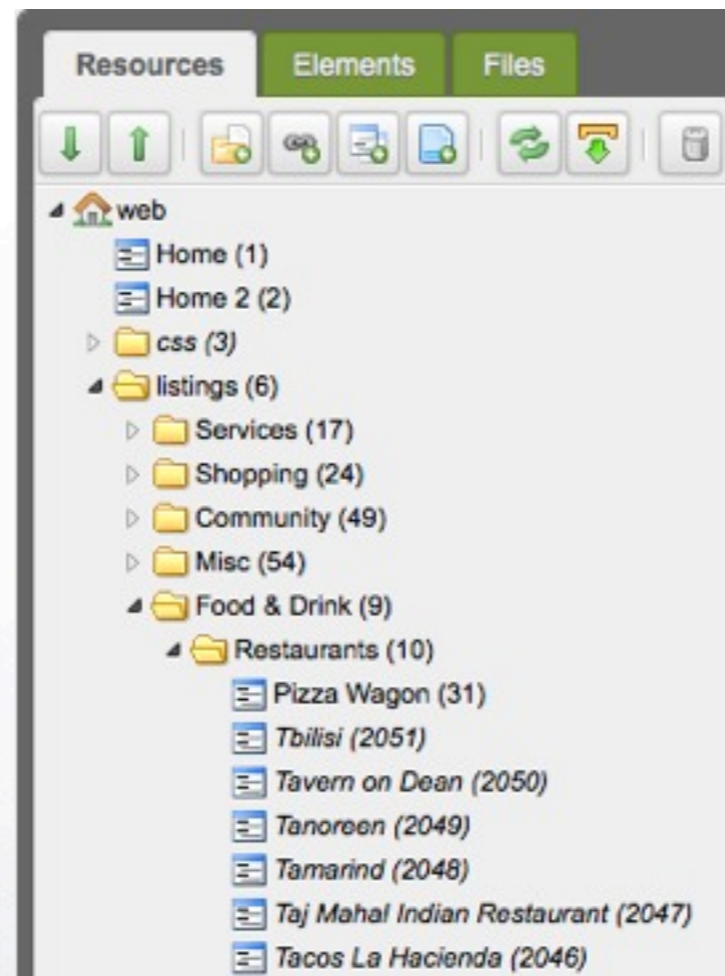 Resources Elements Files
web
Home (1)
Home 2 (2)
css (3)
listings (6)
Services (17)
Shopping (24)
Community (49)
Misc (54)
Food & Drink (9)
Restaurants (10)
Pizza Wagon (31)
Tbilisi (2051)
Tavern on Dean (2050)
Tanoreen (2049)
Tamarind (2048)
Taj Mahal Indian Restaurant (2047)
Tacos La Hacienda (2046)